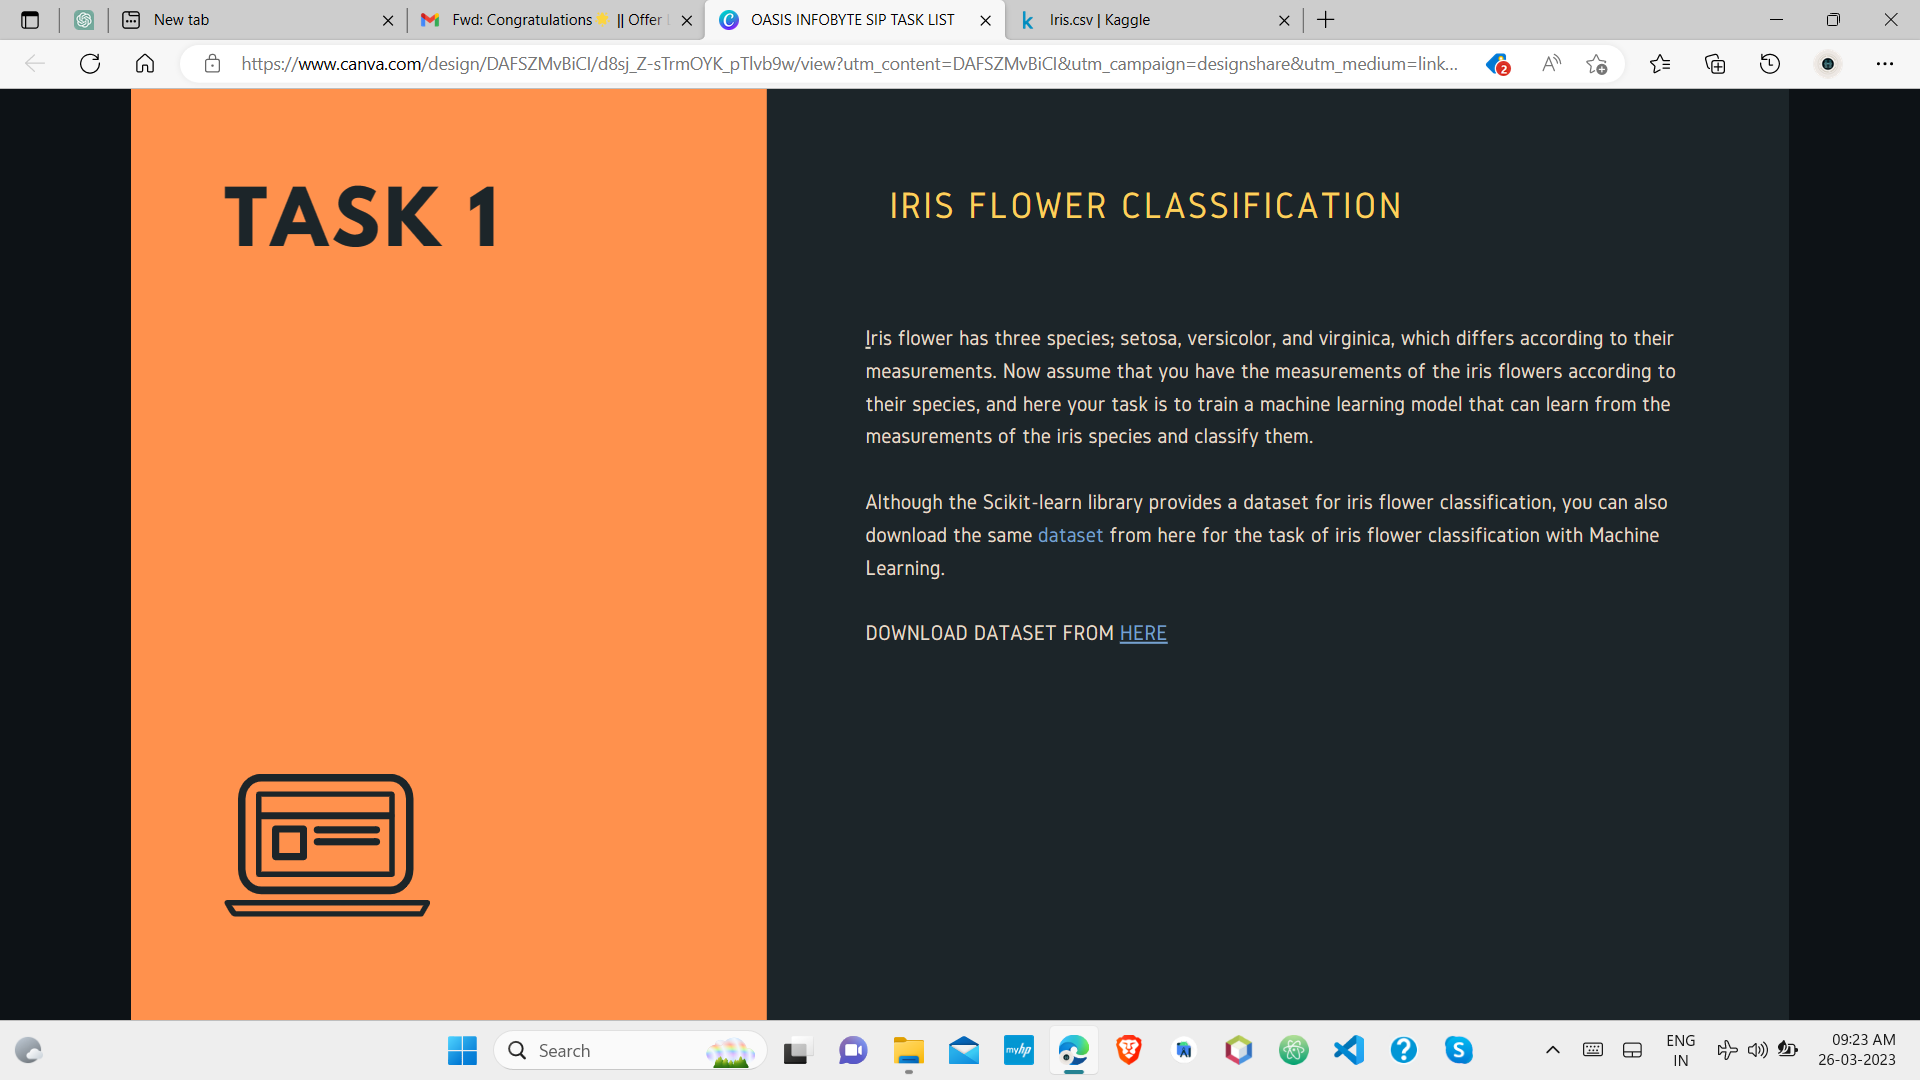 New tab
Fwd: Congratulations🌟 || Offer
OASIS INFOBYTE SIP TASK LIST
Iris.csv | Kaggle
https://www.canva.com/design/DAFSZMvBiCI/d8sj_Z-sTrmOYK_pTlvb9w/view?utm_content=DAFSZMvBiCI&utm_campaign=designshare&utm_medium=link...
2
TASK 1
IRIS FLOWER CLASSIFICATION
Iris flower has three species; setosa, versicolor, and virginica, which differs according to their
measurements. Now assume that you have the measurements of the iris flowers according to
their species, and here your task is to train a machine learning model that can learn from the
measurements of the iris species and classify them.
Although the Scikit-learn library provides a dataset for iris flower classification, you can also
download the same dataset from here for the task of iris flower classification with Machine
Learning.
DOWNLOAD DATASET FROM HERE
Search
myhp
AI
ENG
IN
09:23 AM
26-03-2023